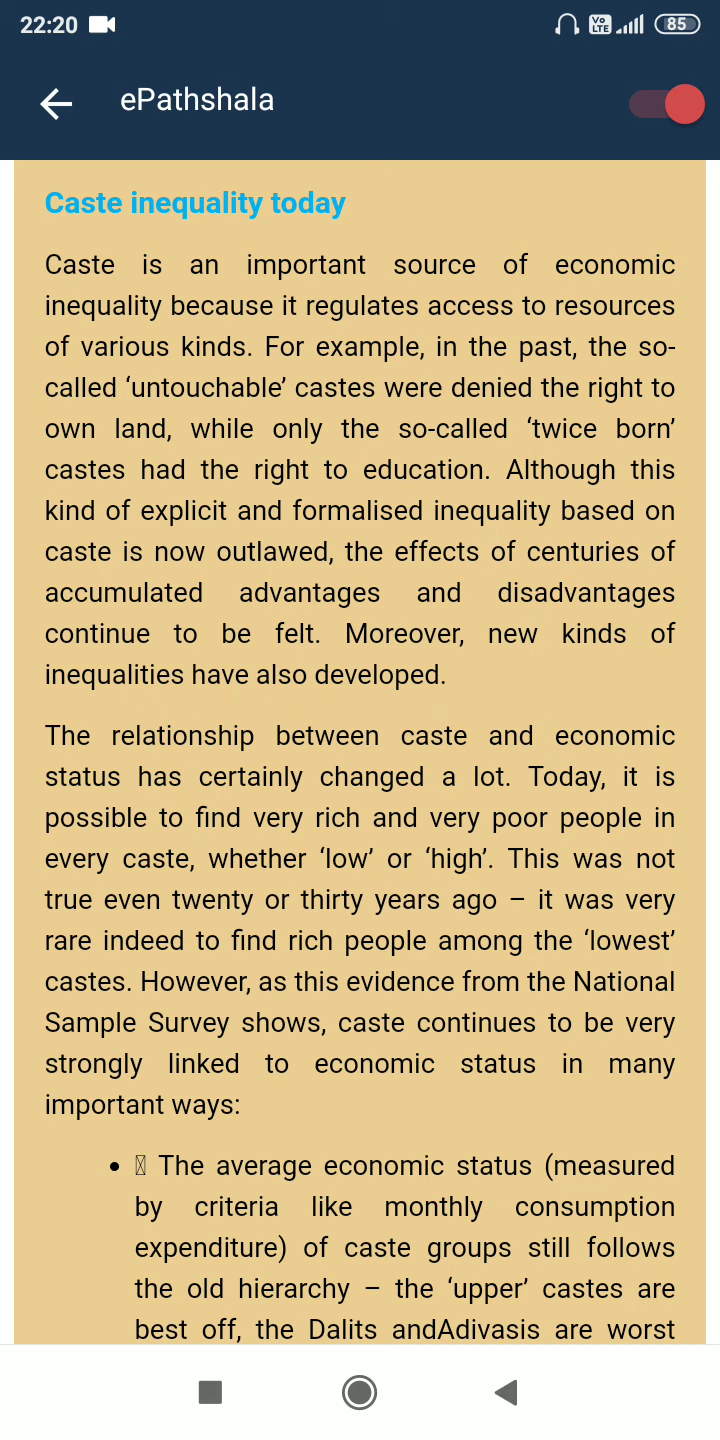 22:20
Vo LTE 85
ePathshala
Caste inequality today
Caste is an important source of economic
inequality because it regulates access to resources
of various kinds. For example, in the past, the so-
called ‘untouchable’ castes were denied the right to
own land, while only the so-called ‘twice born’
castes had the right to education. Although this
kind of explicit and formalised inequality based on
caste is now outlawed, the effects of centuries of
accumulated advantages and disadvantages
continue to be felt. Moreover, new kinds of
inequalities have also developed.
The relationship between caste and economic
status has certainly changed a lot. Today, it is
possible to find very rich and very poor people in
every caste, whether ‘low’ or ‘high’. This was not
true even twenty or thirty years ago – it was very
rare indeed to find rich people among the ‘lowest’
castes. However, as this evidence from the National
Sample Survey shows, caste continues to be very
strongly linked to economic status in many
important ways:
• The average economic status (measured
by criteria like monthly consumption
expenditure) of caste groups still follows
the old hierarchy – the ‘upper’ castes are
best off, the Dalits andAdivasis are worst